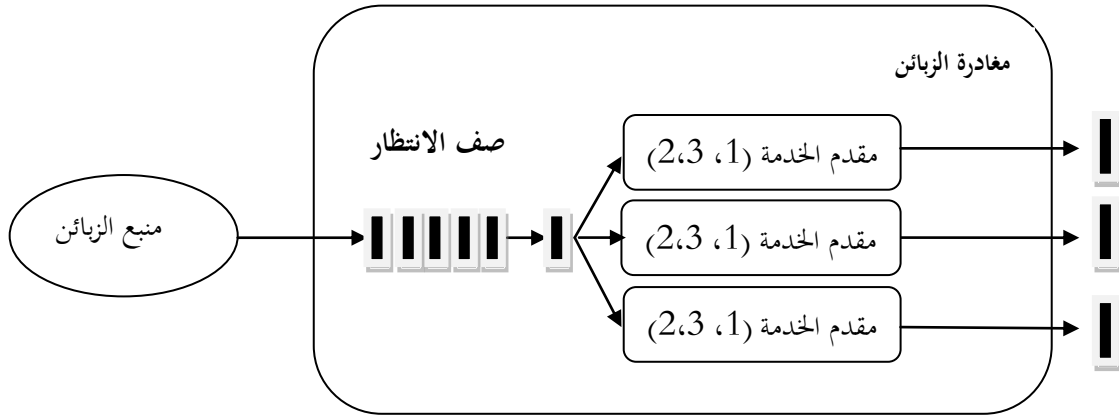 مغادرة الزبائن
صف الانتظار
منبع الزبائن
مقدم الخدمة (1، 2،3)
مقدم الخدمة (1، 2،3)
مقدم الخدمة (1، 2،3)